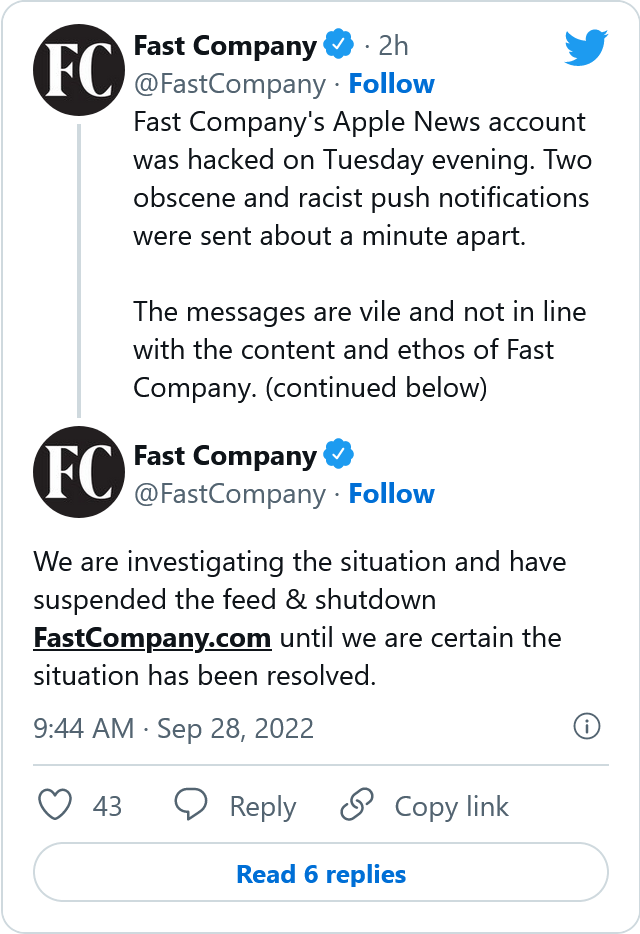 FC
Fast Company · 2h
@FastCompany · Follow
Fast Company's Apple News account
was hacked on Tuesday evening. Two
obscene and racist push notifications
were sent about a minute apart.
The messages are vile and not in line
with the content and ethos of Fast
Company. (continued below)
FC
Fast Company
@FastCompany · Follow
We are investigating the situation and have
suspended the feed & shutdown
FastCompany.com until we are certain the
situation has been resolved.
9:44 AM · Sep 28, 2022
43 Reply Copy link
Read 6 replies